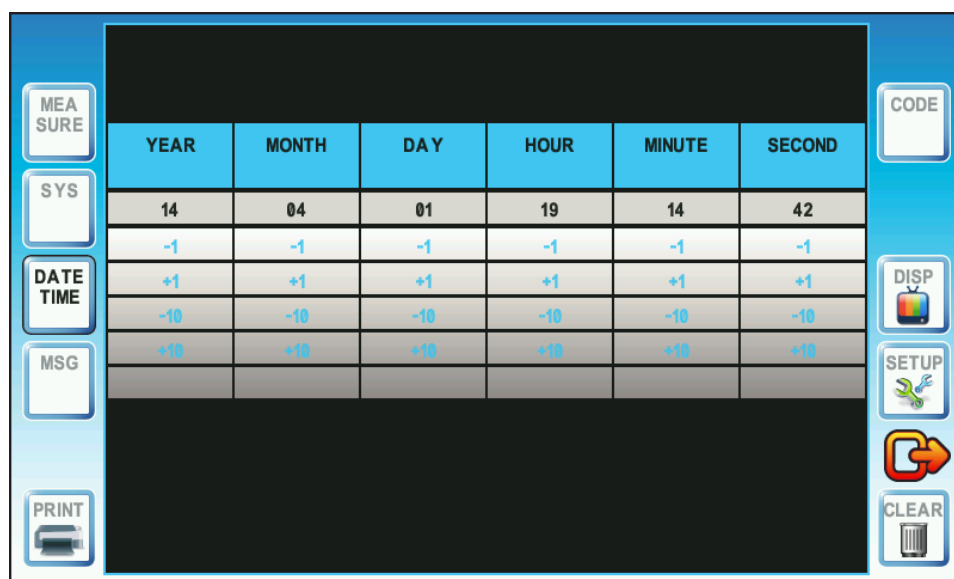 MEA
SURE
SYS
DATE
TIME
MSG
PRINT
YEAR MONTH DAY HOUR MINUTE SECOND
14 04 01 19 14 42
-1 -1 -1 -1 -1 -1
+1 +1 +1 +1 +1 +1
-10 -10 -10 -10 -10 -10
+10 +10 +10 +10 +10 +10
CODE
DISP
SETUP
CLEAR